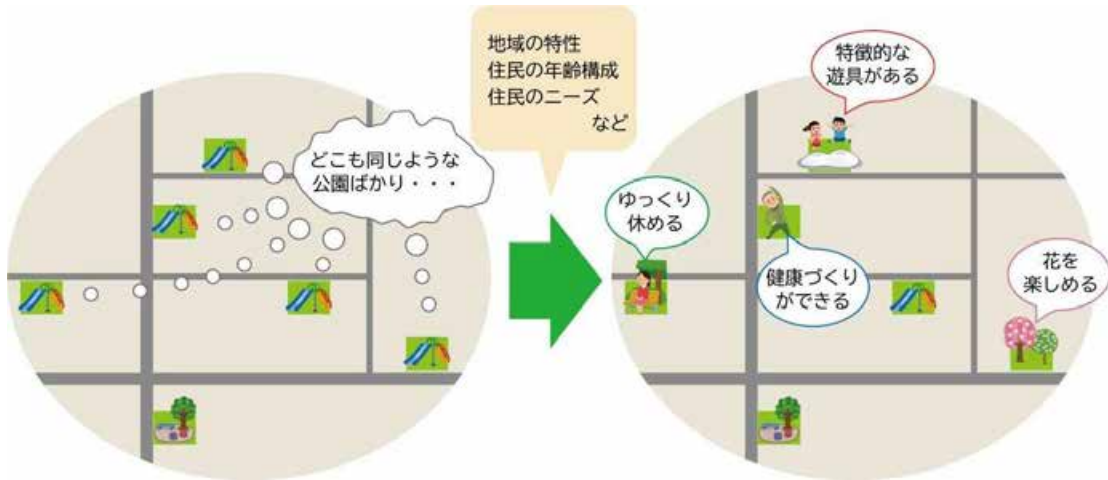 地域の特性
住民の年齢構成
住民のニーズ
など
どこも同じような
公園ばかり・・・
特徴的な
遊具がある
ゆっくり
休める
健康づくり
ができる
花を
楽しめる